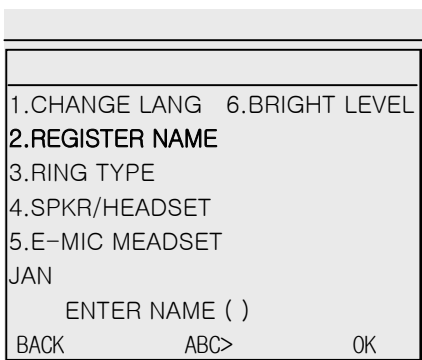 1.CHANGE LANG 6.BRIGHT LEVEL
2.REGISTER NAME
3.RING TYPE
4.SPKR/HEADSET
5.E-MIC MEADSET
JAN
ENTER NAME ( )
BACK ABC> OK